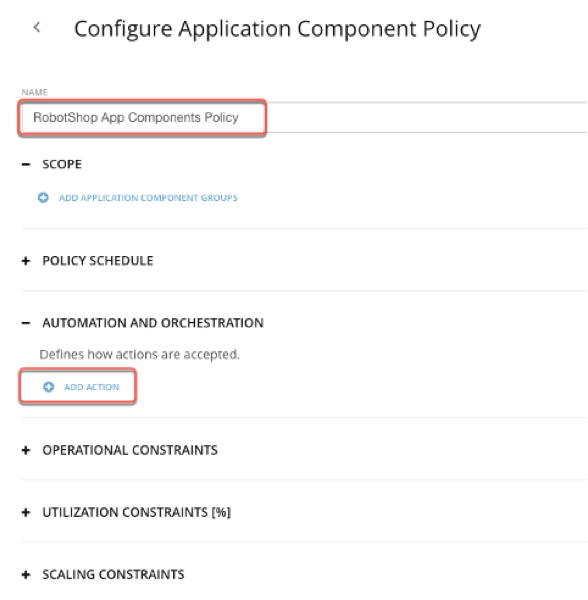 Configure Application Component Policy
NAME
RobotShop App Components Policy
SCOPE
ADD APPLICATION COMPONENT GROUPS
POLICY SCHEDULE
AUTOMATION AND ORCHESTRATION
Defines how actions are accepted.
ADD ACTION
OPERATIONAL CONSTRAINTS
UTILIZATION CONSTRAINTS [%]
SCALING CONSTRAINTS